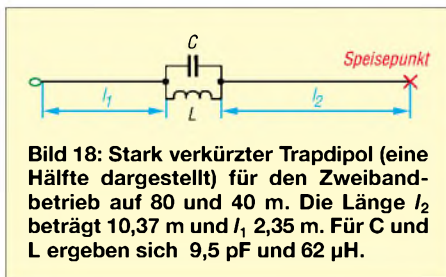 C
Speisepunkt
l₁
L
l₂
Bild 18: Stark verkürzter Trapdipol (eine
Hälfte dargestellt) für den Zweiband-
betrieb auf 80 und 40 m. Die Länge l₂
beträgt 10,37 m und l₁ 2,35 m. Für C und
L ergeben sich 9,5 pF und 62 µH.